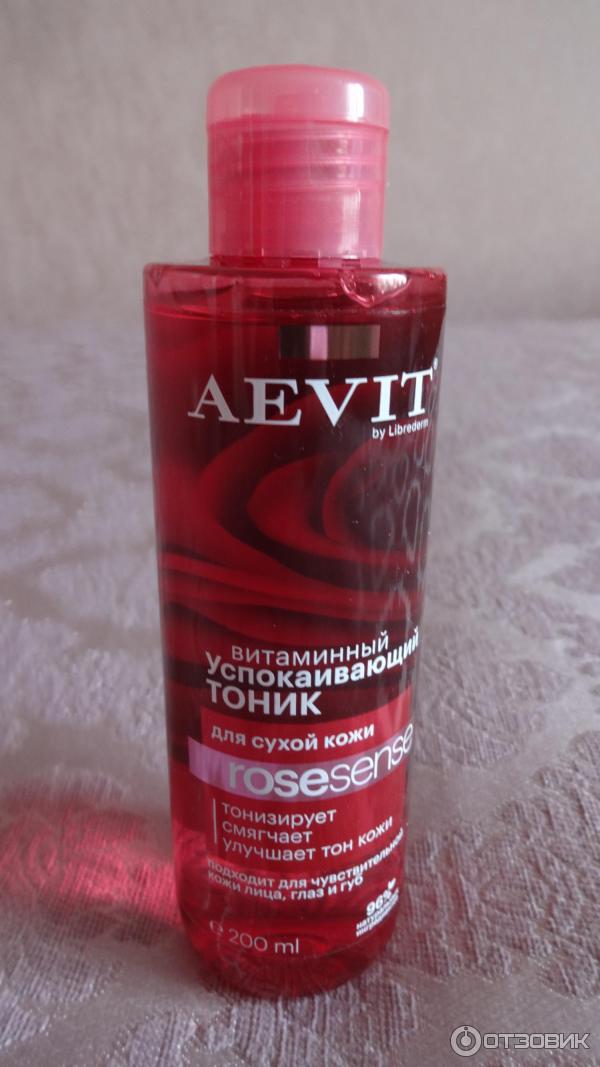 AEVIT®
by Librederm
витаминный
успокаивающий
тоник
для сухой кожи
rosesense
тонизирует
смягчает
улучшает тон кожи
подходит для чувствительной
кожи лица, глаз и губ
96%
e 200 ml
ОТЗОВИК